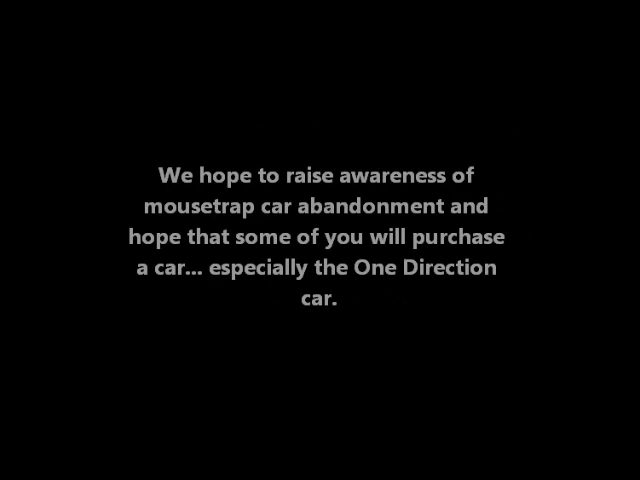 We hope to raise awareness of
mousetrap car abandonment and
hope that some of you will purchase
a car... especially the One Direction
car.